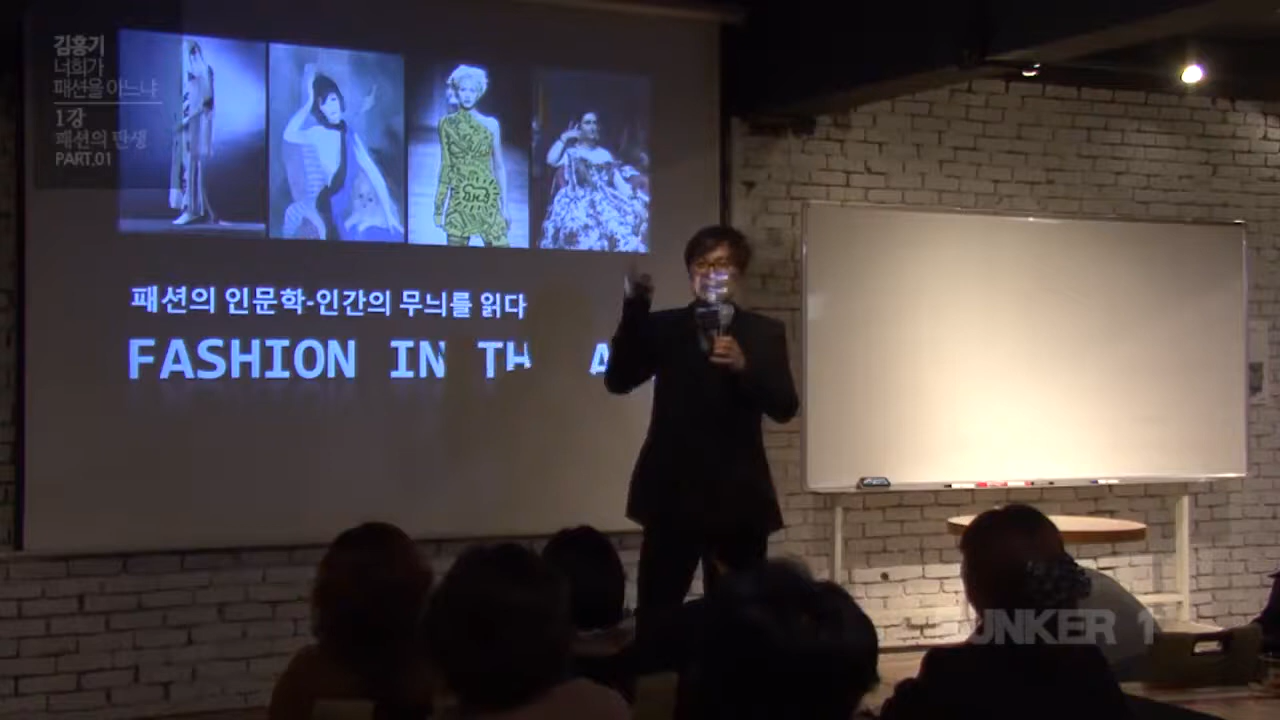 김홍기
너희가
패션을 아느냐
1강
패션의 탄생
PART.01
패션의 인문학-인간의 무늬를 읽다
FASHION IN TH A
BUNKER 1